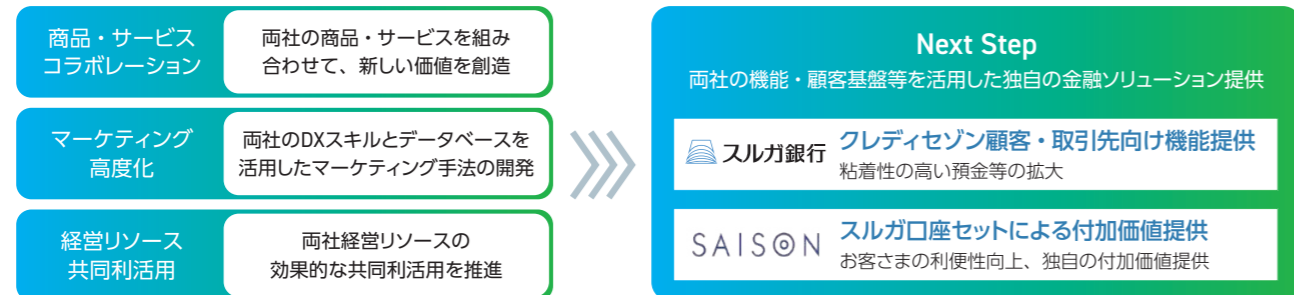 商品・サービス
コラボレーション
両社の商品・サービスを組み
合わせて、新しい価値を創造
マーケティング
高度化
両社のDXスキルとデータベースを
活用したマーケティング手法の開発
経営リソース
共同利活用
両社経営リソースの
効果的な共同利活用を推進
Next Step
両社の機能・顧客基盤等を活用した独自の金融ソリューション提供
スルガ銀行
クレディセゾン顧客・取引先向け機能提供
粘着性の高い預金等の拡大
SAISON
スルガ口座セットによる付加価値提供
お客さまの利便性向上、独自の付加価値提供